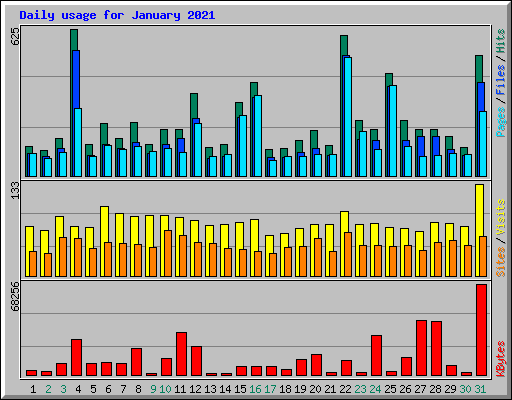 Daily usage for January 2021
625
Pages / Files / Hits
133
Sites / Visits
68256
KBytes
1 2 3 4 5 6 7 8 9 10 11 12 13 14 15 16 17 18 19 20 21 22 23 24 25 26 27 28 29 30 31